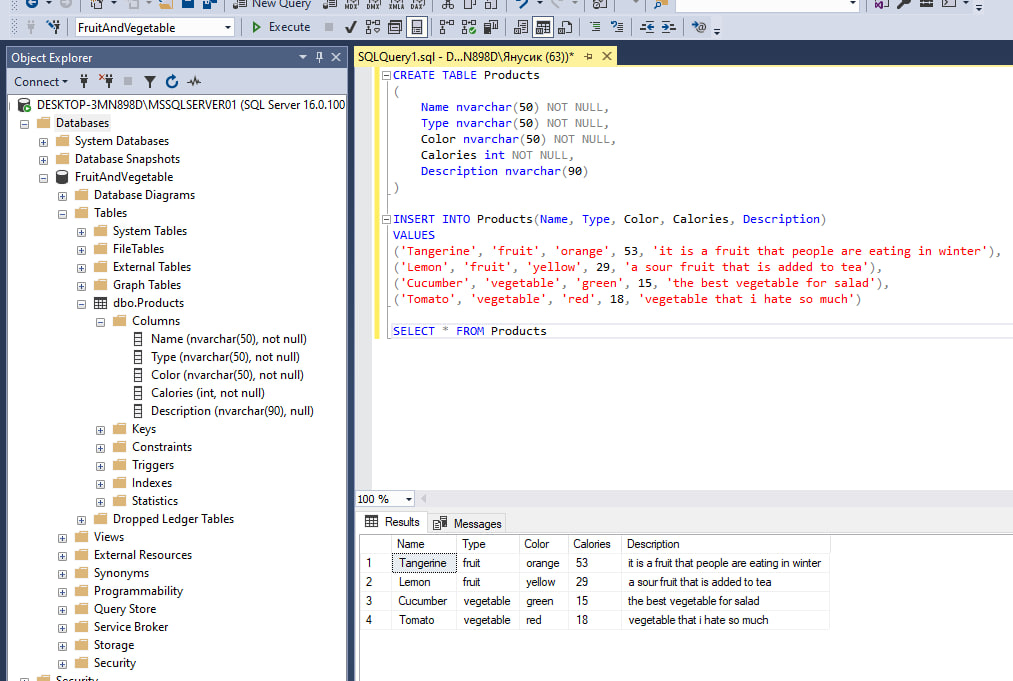 New Query
MDX DMX XMLA DAX
FruitAndVegetable
Execute
Object Explorer
Connect
DESKTOP-3MN898D\MSSQLSERVER01 (SQL Server 16.0.100
Databases
System Databases
Database Snapshots
FruitAndVegetable
Database Diagrams
Tables
System Tables
FileTables
External Tables
Graph Tables
dbo.Products
Columns
Name (nvarchar(50), not null)
Type (nvarchar(50), not null)
Color (nvarchar(50), not null)
Calories (int, not null)
Description (nvarchar(90), null)
Keys
Constraints
Triggers
Indexes
Statistics
Dropped Ledger Tables
Views
External Resources
Synonyms
Programmability
Query Store
Service Broker
Storage
Security
Security
SQLQuery1.sql - D...N898D\Янусик (63))*
CREATE TABLE Products
(
Name nvarchar(50) NOT NULL,
Type nvarchar(50) NOT NULL,
Color nvarchar(50) NOT NULL,
Calories int NOT NULL,
Description nvarchar(90)
)
INSERT INTO Products(Name, Type, Color, Calories, Description)
VALUES
('Tangerine', 'fruit', 'orange', 53, 'it is a fruit that people are eating in winter'),
('Lemon', 'fruit', 'yellow', 29, 'a sour fruit that is added to tea'),
('Cucumber', 'vegetable', 'green', 15, 'the best vegetable for salad'),
('Tomato', 'vegetable', 'red', 18, 'vegetable that i hate so much')
SELECT * FROM Products
100 %
Results Messages
Name Type Color Calories Description
1 Tangerine fruit orange 53 it is a fruit that people are eating in winter
2 Lemon fruit yellow 29 a sour fruit that is added to tea
3 Cucumber vegetable green 15 the best vegetable for salad
4 Tomato vegetable red 18 vegetable that i hate so much